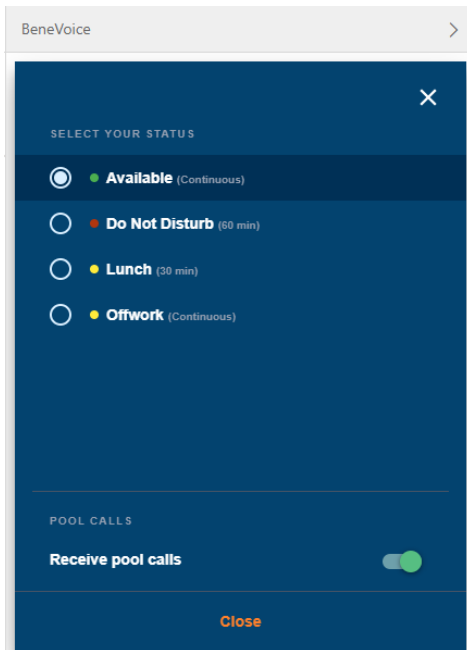 BeneVoice
SELECT YOUR STATUS
Available (Continuous)
Do Not Disturb (60 min)
Lunch (30 min)
Offwork (Continuous)
POOL CALLS
Receive pool calls
Close